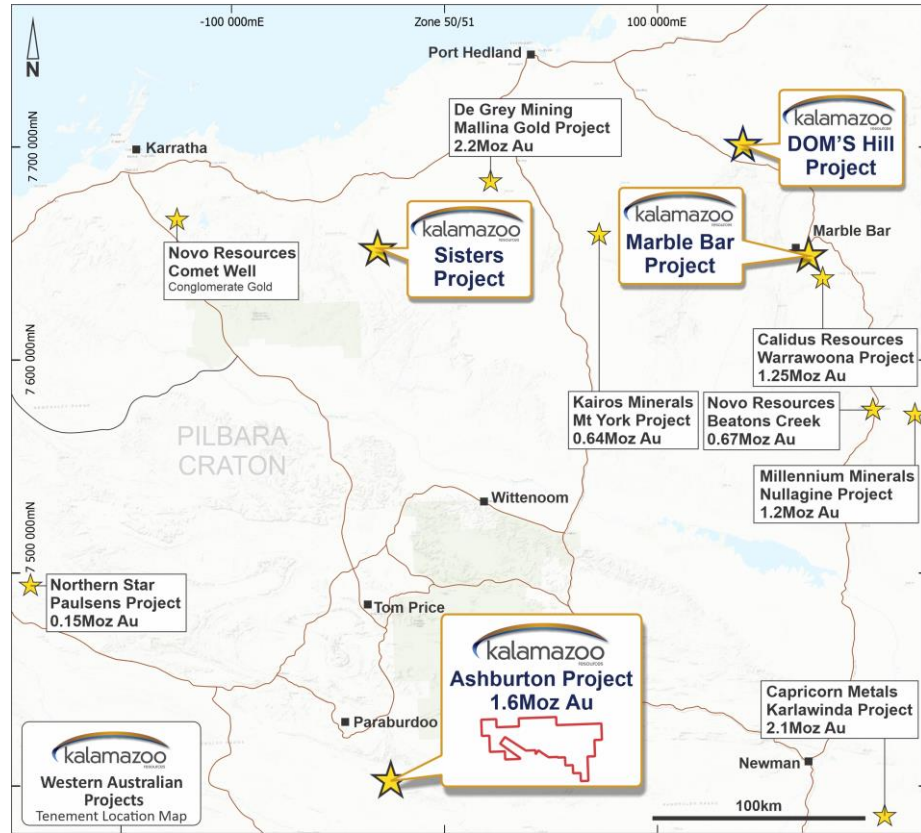 -100 000mE
Zone 50/51
100 000mE
N
Port Hedland
De Grey Mining
Mallina Gold Project
2.2Moz Au
kalamazoo
RESOURCES
DOM'S Hill
Project
7 700 000mN
Karratha
kalamazoo
RESOURCES
Sisters
Project
kalamazoo
RESOURCES
Marble Bar
Project
Marble Bar
Novo Resources
Comet Well
Conglomerate Gold
Calidus Resources
Warrawoona Project
1.25Moz Au
7 600 000mN
Kairos Minerals
Mt York Project
0.64Moz Au
Novo Resources
Beatons Creek
0.67Moz Au
PILBARA
CRATON
Millennium Minerals
Nullagine Project
1.2Moz Au
Wittenoom
7 500 000mN
Northern Star
Paulsens Project
0.15Moz Au
Tom Price
kalamazoo
RESOURCES
Ashburton Project
1.6Moz Au
Paraburdoo
Capricorn Metals
Karlawinda Project
2.1Moz Au
Newman
kalamazoo
RESOURCES
Western Australian
Projects
Tenement Location Map
100km